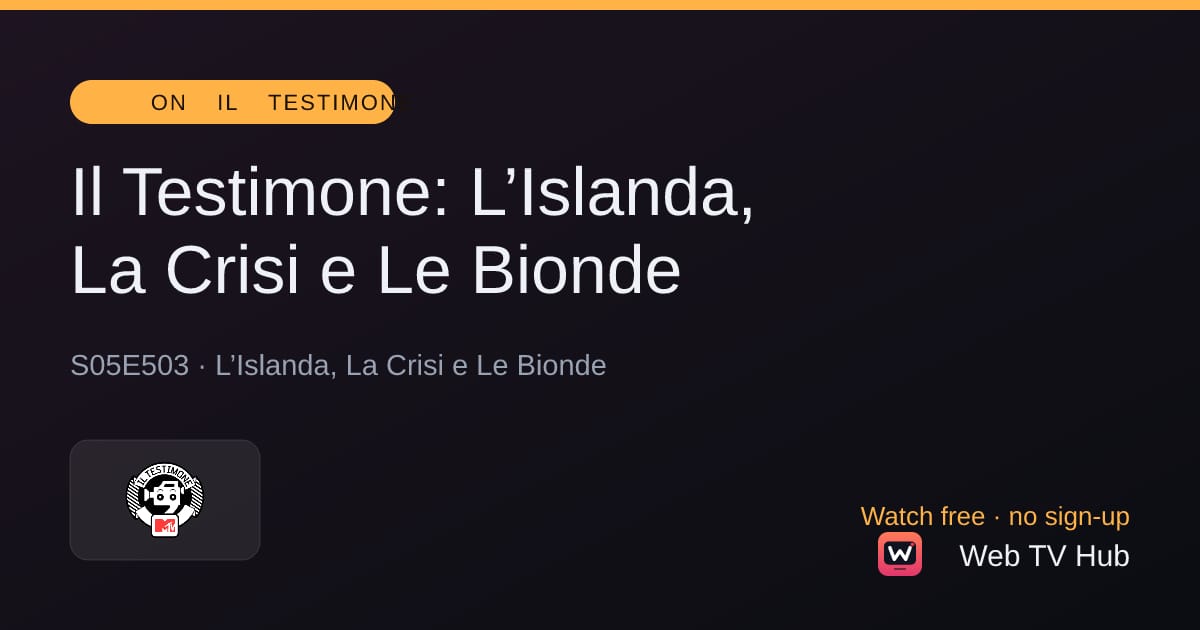 ON IL TESTIMON
Il Testimone: L’Islanda,
La Crisi e Le Bionde
S05E503 · L’Islanda, La Crisi e Le Bionde
IL TESTIMONE
MTV
Watch free · no sign-up
W
Web TV Hub